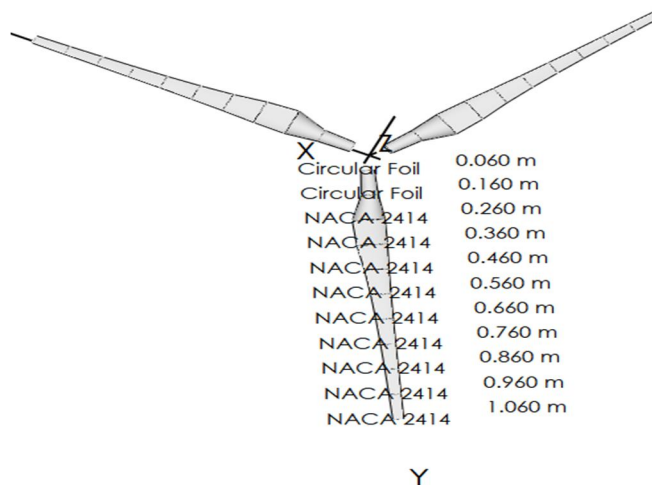 X
Circular Foil 0.060 m
Circular Foil 0.160 m
NACA-2414 0.260 m
NACA-2414 0.360 m
NACA-2414 0.460 m
NACA-2414 0.560 m
NACA-2414 0.660 m
NACA-2414 0.760 m
NACA-2414 0.860 m
NACA-2414 0.960 m
NACA-2414 1.060 m
Y